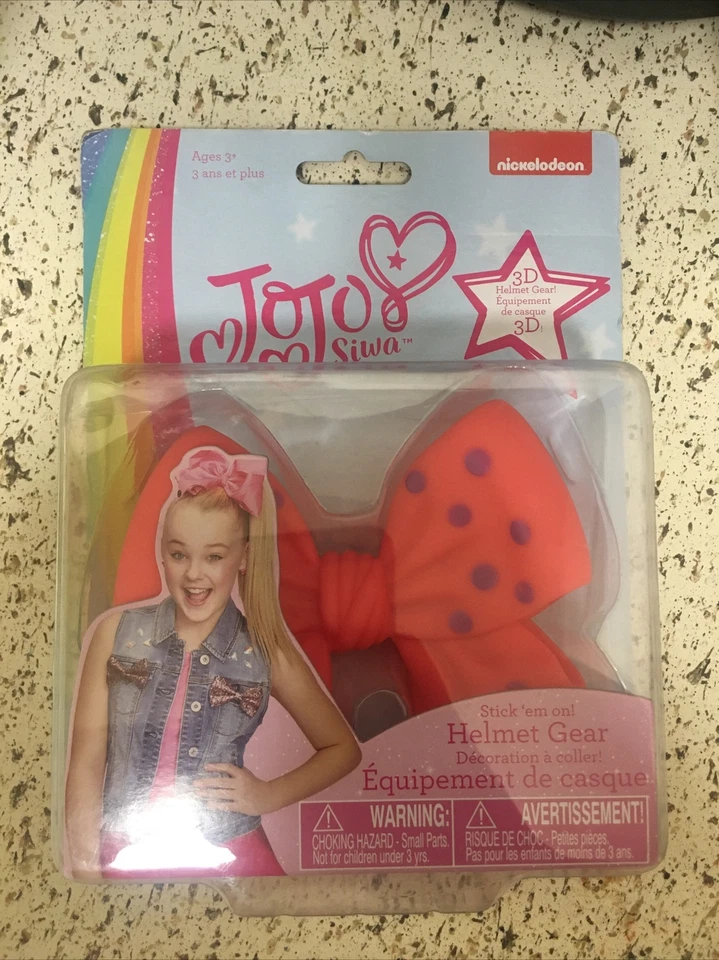 Ages 3+
3 ans et plus
nickelodeon
JOJO
Siwa™
3D
Helmet Gear!
Équipement
de casque
3D!
Stick 'em on!
Helmet Gear
Décoration à coller!
Équipement de casque
WARNING:
CHOKING HAZARD - Small Parts.
Not for children under 3 yrs.
AVERTISSEMENT!
RISQUE DE CHOC - Petites pièces.
Pas pour les enfants de moins de 3 ans.